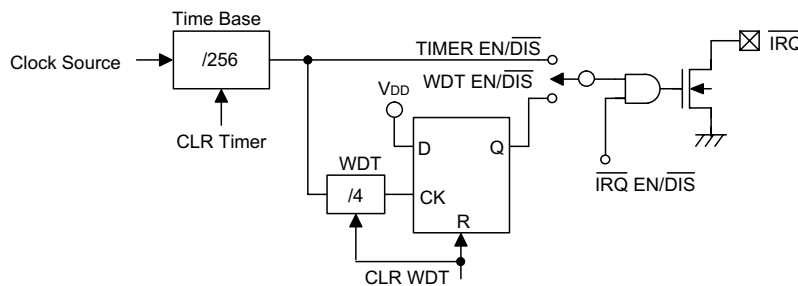 Time Base
Clock Source
/256
CLR Timer
TIMER EN/DIS
WDT EN/DIS
IRQ
VDD
D
Q
WDT
/4
CK
R
CLR WDT
IRQ EN/DIS